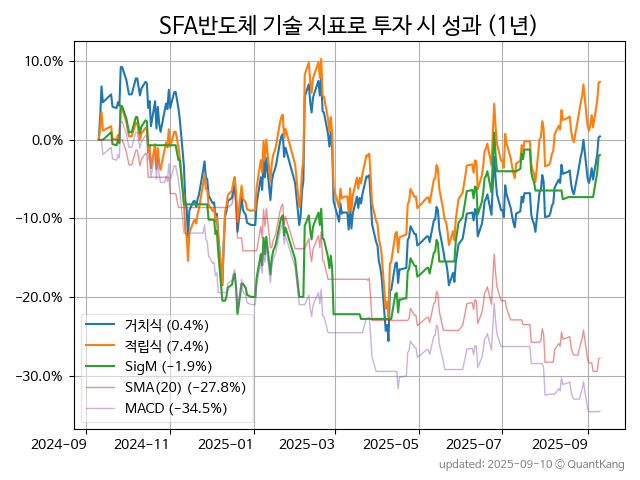 SFA반도체 기술 지표로 투자 시 성과 (1년)
10.0%
0.0%
−10.0%
−20.0%
−30.0%
거치식 (0.4%)
적립식 (7.4%)
SigM (−1.9%)
SMA(20) (−27.8%)
MACD (−34.5%)
2024-09
2024-11
2025-01
2025-03
2025-05
2025-07
2025-09
updated: 2025-09-10 © QuantKang